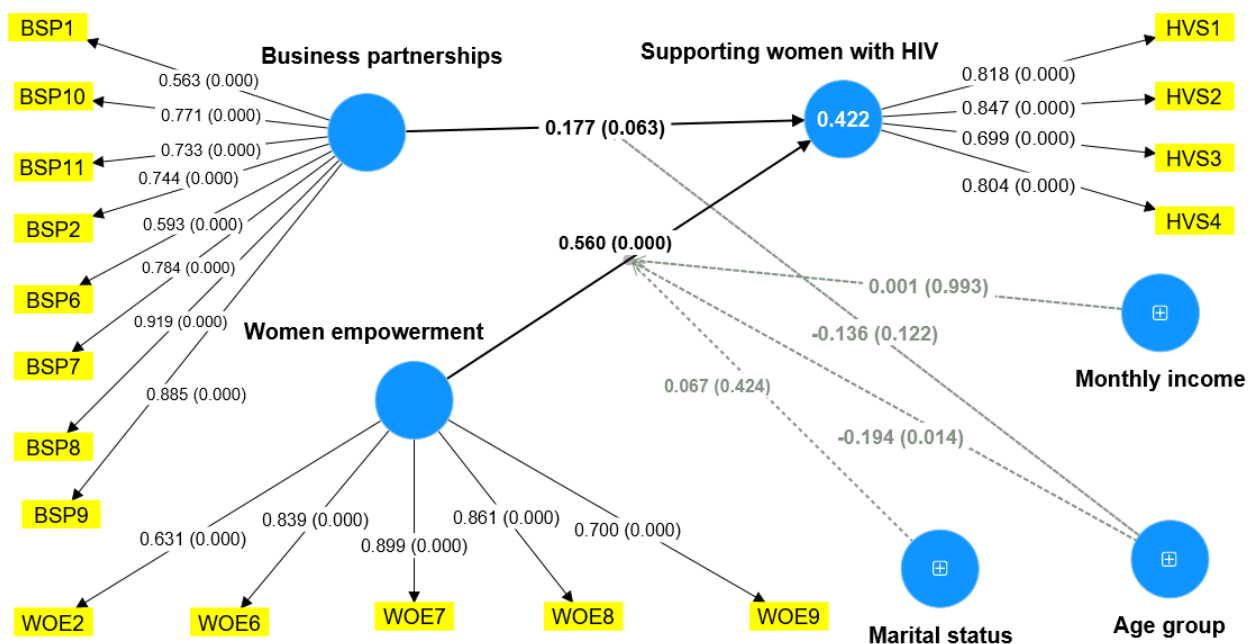 BSP1
HVS1
Business partnerships
Supporting women with HIV
0.563 (0.000)
0.818 (0.000)
BSP10
HVS2
0.771 (0.000)
0.847 (0.000)
0.422
0.177 (0.063)
BSP11
0.733 (0.000)
0.699 (0.000)
HVS3
0.744 (0.000)
0.804 (0.000)
BSP2
0.593 (0.000)
HVS4
0.560 (0.000)
0.784 (0.000)
BSP6
0.001 (0.993)
0.919 (0.000)
Women empowerment
-0.136 (0.122)
BSP7
Monthly income
0.885 (0.000)
0.067 (0.424)
BSP8
-0.194 (0.014)
BSP9
0.631 (0.000)
0.839 (0.000)
0.899 (0.000)
0.861 (0.000)
0.700 (0.000)
WOE2
WOE6
WOE7
WOE8
WOE9
Marital status
Age group